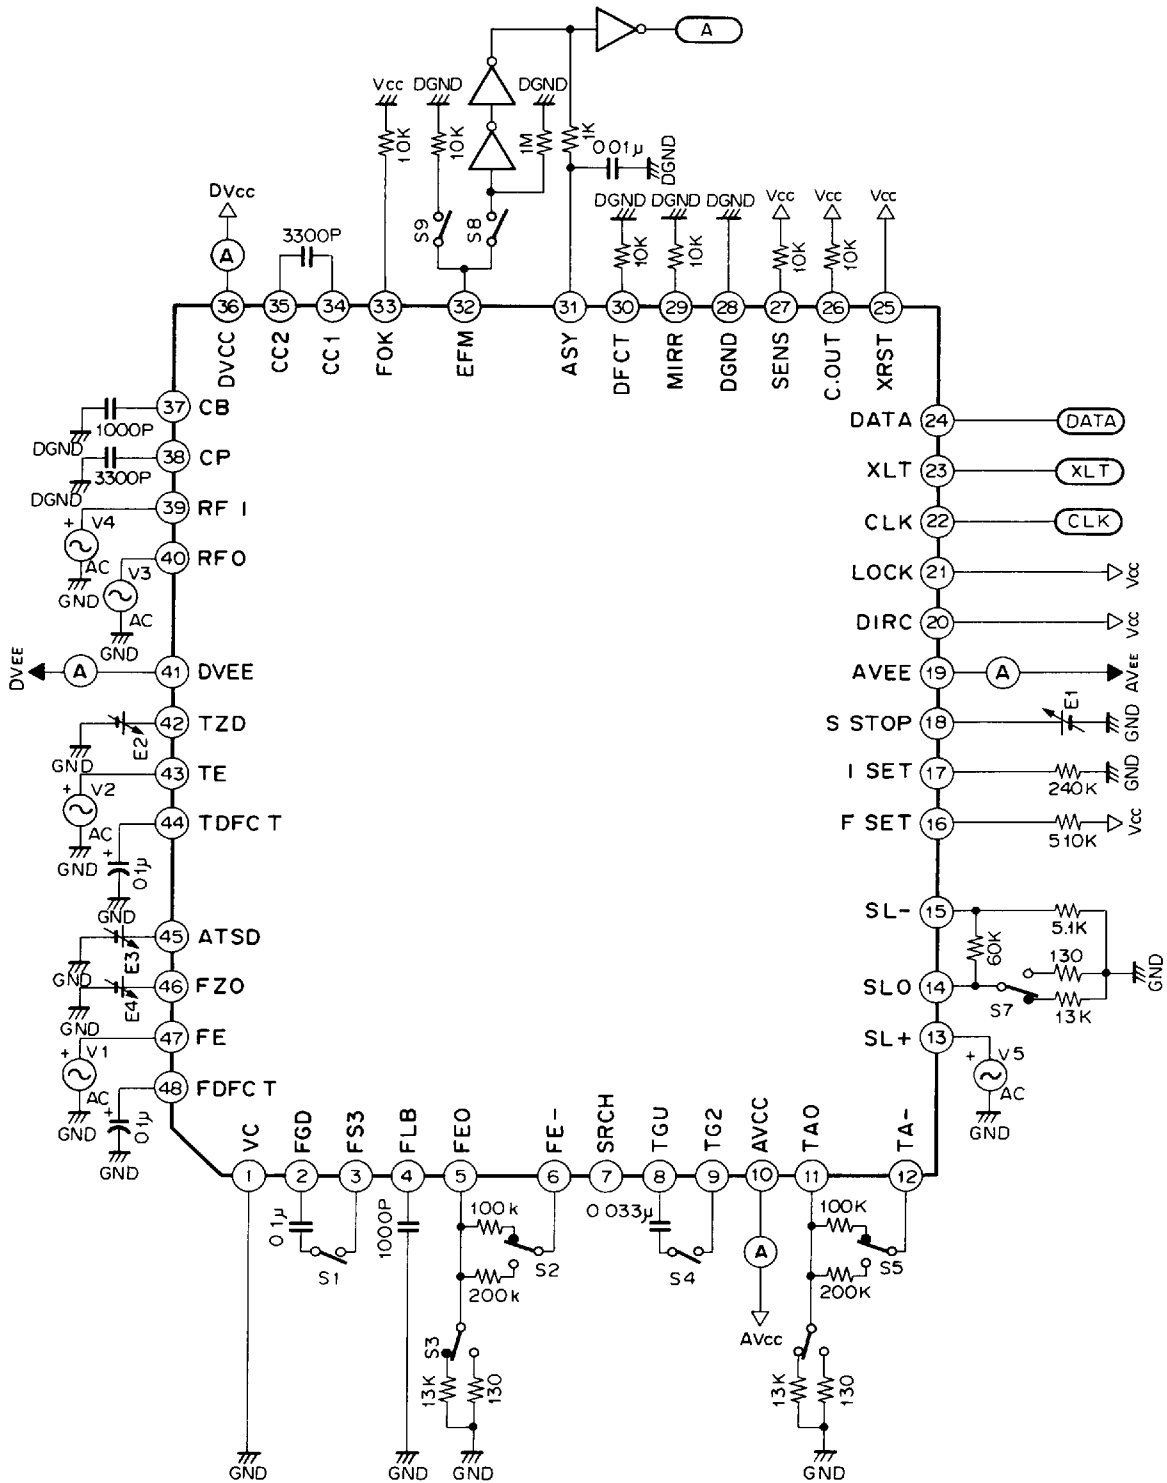 A
Vcc
DGND
DGND
10K
10K
1M
1K
0.01μ
DGND
DVcc
A
3300P
S9
S8
DGND
DGND
DGND
Vcc
Vcc
Vcc
10K
10K
10K
10K
36
35
34
33
32
31
30
29
28
27
26
25
DVCC
CC2
CC1
FOK
EFM
ASY
DFCT
MIRR
DGND
SENS
C.OUT
XRST
37
CB
1000P
DGND
38
CP
3300P
DGND
39
RF I
+
V4
AC
GND
40
RFO
V3
AC
GND
DVEE
A
41
DVEE
42
TZD
E2
GND
43
TE
+
V2
AC
GND
44
TDFCT
+
0.1μ
GND
45
ATSD
E3
GND
46
FZO
E4
GND
47
FE
+
V1
AC
GND
48
FDFCT
+
0.1μ
GND
DATA
24
DATA
XLT
23
XLT
CLK
22
CLK
LOCK
21
Vcc
DIRC
20
Vcc
AVEE
19
A
AVEE
S STOP
18
E1
GND
I SET
17
240K
GND
F SET
16
510K
Vcc
SL-
15
5.1K
60K
130
GND
SLO
14
S7
13K
SL+
13
+
V5
AC
GND
VC
FGD
FS3
FLB
FEO
FE-
SRCH
TGU
TG2
AVCC
TAO
TA-
1
2
3
4
5
6
7
8
9
10
11
12
0.1μ
S1
1000P
100k
S2
200k
0.033μ
S4
A
AVcc
100K
S5
200K
S3
13K
130
13K
130
GND
GND
GND
GND